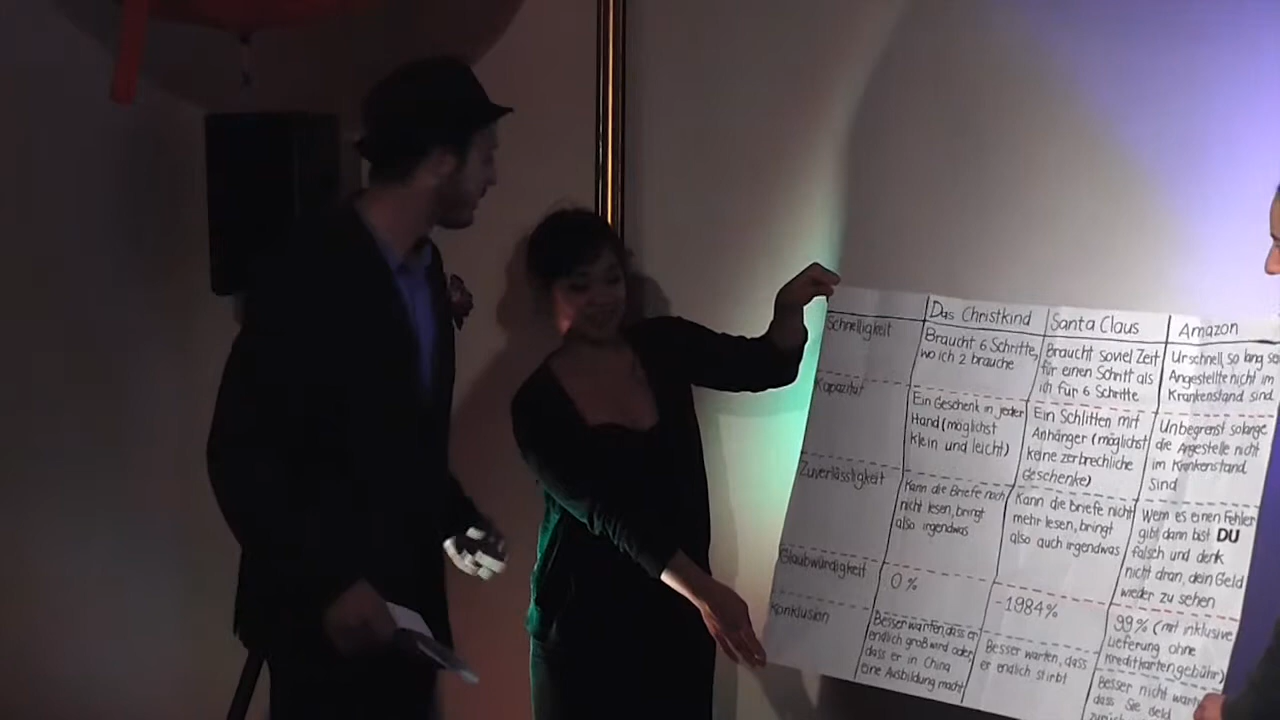 Das Christkind
Santa Claus
Amazon
Schnelligkeit
Braucht 6 Schritte,
wo ich 2 brauche
Braucht soviel Zeit
für einen Schritt als
ich für 6 Schritte
Urschnell, so lang
Angestellte nicht im
Krankenstand sind
Kapazität
Ein Geschenk in jeder
Hand (möglichst
klein und leicht)
Ein Schlitten mit
Anhänger (möglichst
keine zerbrechliche
Geschenke)
Unbegrenst solange
die Angestelle nicht
im Krankenstand
sind
Zuverlässigkeit
Kann die Briefe noch
nicht lesen, bringt
also irgendwas
Kann die briefe nicht
mehr lesen, bringt
also auch irgendwas
Wenn es einen Fehler
gibt dann bist DU
falsch und denk
nicht dran, dein Geld
wieder zu sehen
Glaubwürdigkeit
0 %
-1984%
99% (mit inklusive
Lieferung ohne
Kreditkartengebühr)
Konklusion
Besser warten, dass er
endlich groß wird oder,
dass er in China
eine Ausbildung macht
Besser warten, dass
er endlich stirbt
Besser nicht
dass Sie Geld